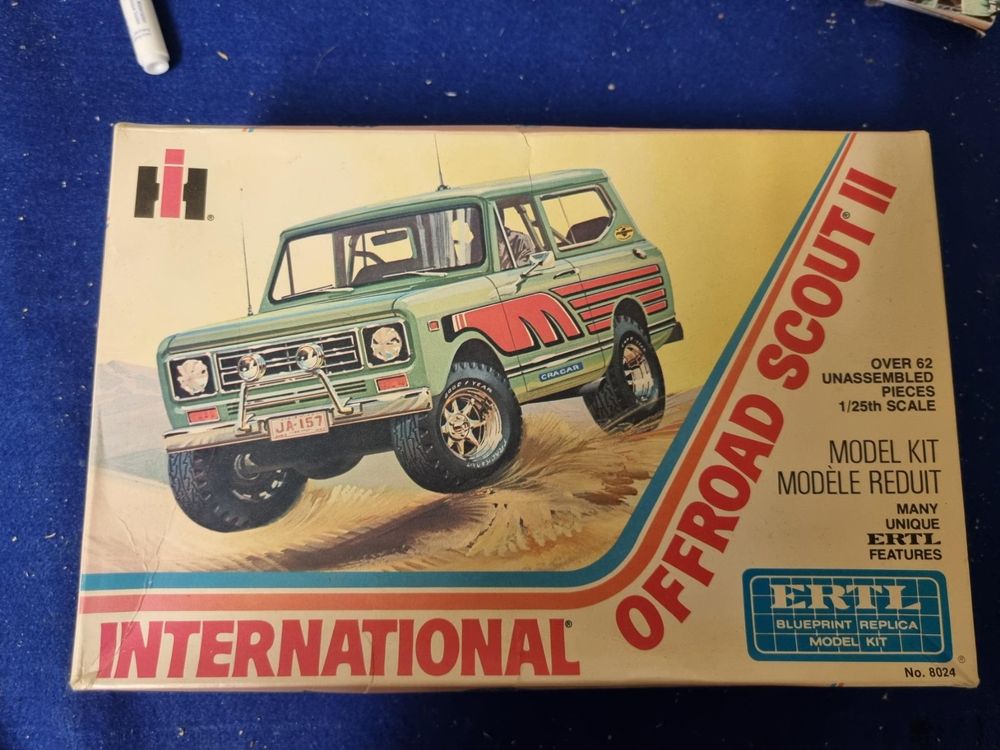 IH®
OFFROAD SCOUT® II
OVER 62
UNASSEMBLED
PIECES
1/25th SCALE
MODEL KIT
MODÈLE REDUIT
MANY
UNIQUE
ERTL
FEATURES
CRAGAR
JA-157
INTERNATIONAL®
ERTL
BLUEPRINT REPLICA
MODEL KIT
®
No. 8024